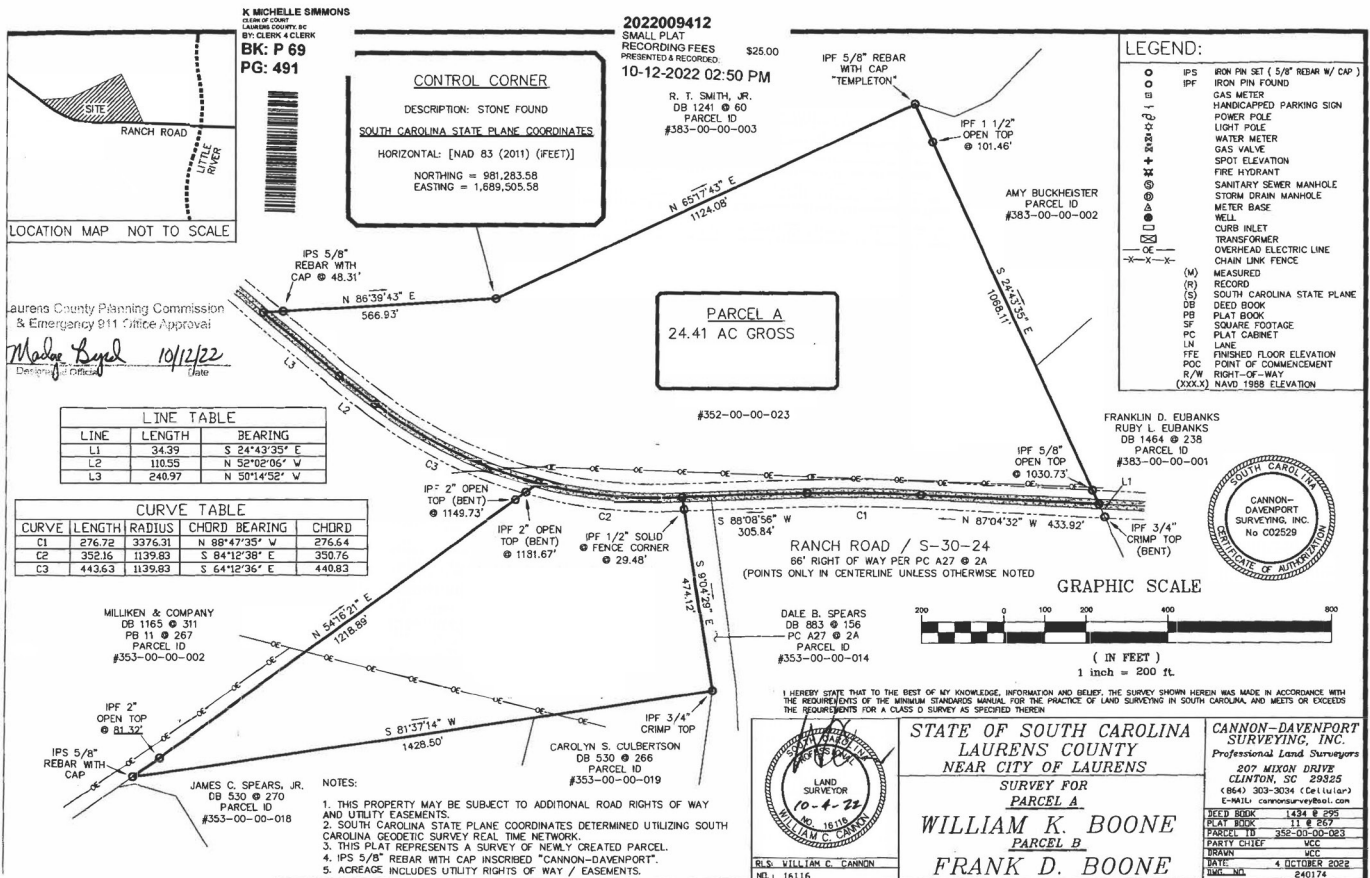 K MICHELLE SIMMONS
CLERK OF COURT
LAURENS COUNTY, SC
BY: CLERK 4 CLERK
BK: P 69
PG: 491
2022009412
SMALL PLAT
RECORDING FEES $25.00
PRESENTED & RECORDED:
10-12-2022 02:50 PM
SITE
RANCH ROAD
LITTLE
RIVER
LOCATION MAP NOT TO SCALE
CONTROL CORNER
DESCRIPTION: STONE FOUND
SOUTH CAROLINA STATE PLANE COORDINATES
HORIZONTAL: [NAD 83 (2011) (iFEET)]
NORTHING = 981,283.58
EASTING = 1,689,505.58
R. T. SMITH, JR.
DB 1241 @ 60
PARCEL ID
#383-00-00-003
IPF 5/8" REBAR
WITH CAP
"TEMPLETON"
IPF 1 1/2"
OPEN TOP
@ 101.46'
AMY BUCKHEISTER
PARCEL ID
#383-00-00-002
N 65°17'43" E
1124.08'
S 24°43'35" E
1068.11'
LEGEND:
IPS IRON PIN SET ( 5/8" REBAR W/ CAP )
IPF IRON PIN FOUND
GAS METER
HANDICAPPED PARKING SIGN
POWER POLE
LIGHT POLE
WATER METER
GAS VALVE
SPOT ELEVATION
FIRE HYDRANT
SANITARY SEWER MANHOLE
STORM DRAIN MANHOLE
METER BASE
WELL
CURB INLET
TRANSFORMER
OE OVERHEAD ELECTRIC LINE
-X-X-X- CHAIN LINK FENCE
(M) MEASURED
(R) RECORD
(S) SOUTH CAROLINA STATE PLANE
DB DEED BOOK
PB PLAT BOOK
SF SQUARE FOOTAGE
PC PLAT CABINET
LN LANE
FFE FINISHED FLOOR ELEVATION
POC POINT OF COMMENCEMENT
R/W RIGHT-OF-WAY
(XXX.X) NAVD 1988 ELEVATION
IPS 5/8"
REBAR WITH
CAP @ 48.31'
N 86°39'43" E
566.93'
aurens County Planning Commission
& Emergency 911 Office Approval
10/12/22
Designated Official Date
PARCEL A
24.41 AC GROSS
#352-00-00-023
L3
L2
C3
LINE TABLE
LINE LENGTH BEARING
L1 34.39 S 24°43'35" E
L2 110.55 N 52°02'06" W
L3 240.97 N 50°14'52" W
CURVE TABLE
CURVE LENGTH RADIUS CHORD BEARING CHORD
C1 276.72 3376.31 N 88°47'35" W 276.64
C2 352.16 1139.83 S 84°12'38" E 350.76
C3 443.63 1139.83 S 64°12'36" E 440.83
FRANKLIN D. EUBANKS
RUBY L. EUBANKS
DB 1464 @ 238
PARCEL ID
#383-00-00-001
IPF 5/8"
OPEN TOP
@ 1030.73'
L1
OE OE OE OE OE OE OE OE OE
IPF 2" OPEN
TOP (BENT)
@ 1149.73'
IPF 2" OPEN
TOP (BENT)
@ 1181.67'
C2
IPF 1/2" SOLID
@ FENCE CORNER
@ 29.48'
S 88°08'56" W
305.84'
C1
N 87°04'32" W 433.92'
IPF 3/4"
CRIMP TOP
(BENT)
SOUTH CAROLINA
CANNON-
DAVENPORT
SURVEYING, INC.
No C02529
CERTIFICATE OF AUTHORIZATION
RANCH ROAD / S-30-24
66' RIGHT OF WAY PER PC A27 @ 2A
(POINTS ONLY IN CENTERLINE UNLESS OTHERWISE NOTED
GRAPHIC SCALE
200 0 100 200 400 800
( IN FEET )
1 inch = 200 ft.
MILLIKEN & COMPANY
DB 1165 @ 311
PB 11 @ 267
PARCEL ID
#353-00-00-002
N 54°16'21" E
1218.89'
S 9°04'29" E
474.12'
DALE B. SPEARS
DB 883 @ 156
PC A27 @ 2A
PARCEL ID
#353-00-00-014
IPF 2"
OPEN TOP
@ 81.32'
IPS 5/8"
REBAR WITH
CAP
S 81°37'14" W
1428.50'
IPF 3/4"
CRIMP TOP
CAROLYN S. CULBERTSON
DB 530 @ 266
PARCEL ID
#353-00-00-019
JAMES C. SPEARS, JR.
DB 530 @ 270
PARCEL ID
#353-00-00-018
NOTES:
1. THIS PROPERTY MAY BE SUBJECT TO ADDITIONAL ROAD RIGHTS OF WAY
AND UTILITY EASEMENTS.
2. SOUTH CAROLINA STATE PLANE COORDINATES DETERMINED UTILIZING SOUTH
CAROLINA GEODETIC SURVEY REAL TIME NETWORK.
3. THIS PLAT REPRESENTS A SURVEY OF NEWLY CREATED PARCEL.
4. IPS 5/8" REBAR WITH CAP INSCRIBED "CANNON-DAVENPORT".
5. ACREAGE INCLUDES UTILITY RIGHTS OF WAY / EASEMENTS.
I HEREBY STATE THAT TO THE BEST OF MY KNOWLEDGE, INFORMATION AND BELIEF, THE SURVEY SHOWN HEREIN WAS MADE IN ACCORDANCE WITH
THE REQUIREMENTS OF THE MINIMUM STANDARDS MANUAL FOR THE PRACTICE OF LAND SURVEYING IN SOUTH CAROLINA, AND MEETS OR EXCEEDS
THE REQUIREMENTS FOR A CLASS D SURVEY AS SPECIFIED THEREIN
SOUTH CAROLINA
PROFESSIONAL
LAND
SURVEYOR
10-4-22
NO. 16116
WILLIAM C. CANNON
RLS: WILLIAM C. CANNON
NO.: 16116
STATE OF SOUTH CAROLINA
LAURENS COUNTY
NEAR CITY OF LAURENS
SURVEY FOR
PARCEL A
WILLIAM K. BOONE
PARCEL B
FRANK D. BOONE
CANNON-DAVENPORT
SURVEYING, INC.
Professional Land Surveyors
207 MIXON DRIVE
CLINTON, SC 29325
(864) 303-3034 (Cellular)
E-MAIL: cannonsurvey@aol.com
DEED BOOK 1434 @ 295
PLAT BOOK 11 @ 267
PARCEL ID 352-00-00-023
PARTY CHIEF WCC
DRAWN WCC
DATE 4 OCTOBER 2022
DWG. NO. 240174